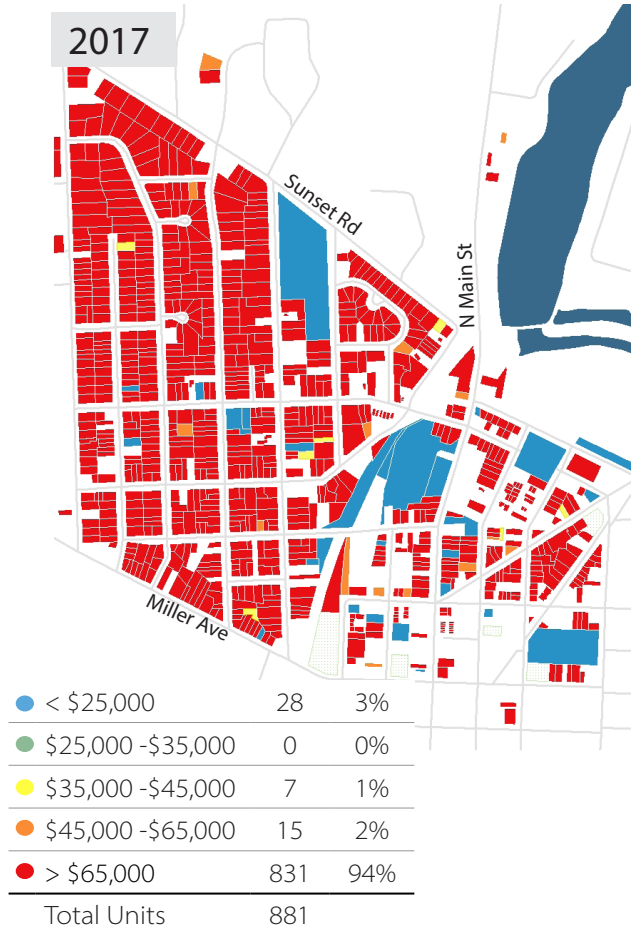 2017
Sunset Rd
N Main St
Miller Ave
< $25,000 28 3%
$25,000 -$35,000 0 0%
$35,000 -$45,000 7 1%
$45,000 -$65,000 15 2%
> $65,000 831 94%
Total Units 881